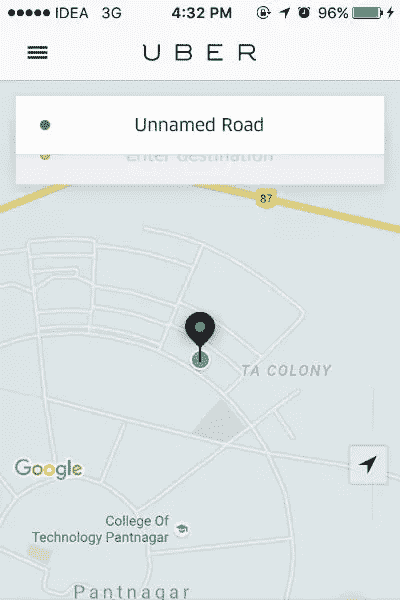 IDEA 3G 4:32 PM 96%
UBER
Unnamed Road
Enter destination
87
TA COLONY
Google
College Of
Technology Pantnagar
Pantnagar